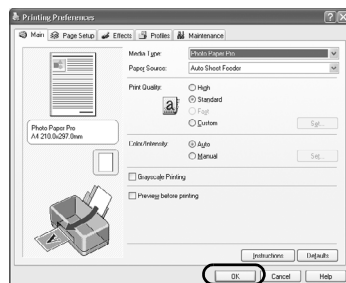 Printing Preferences
Main Page Setup Effects Profiles Maintenance
Media Type: Photo Paper Pro
Paper Source: Auto Sheet Feeder
Print Quality: High
Standard
Fast
Custom Set...
Photo Paper Pro
A4 210.0x297.0mm
Color/Intensity: Auto
Manual Set...
Grayscale Printing
Preview before printing
Instructions Defaults
OK Cancel Help